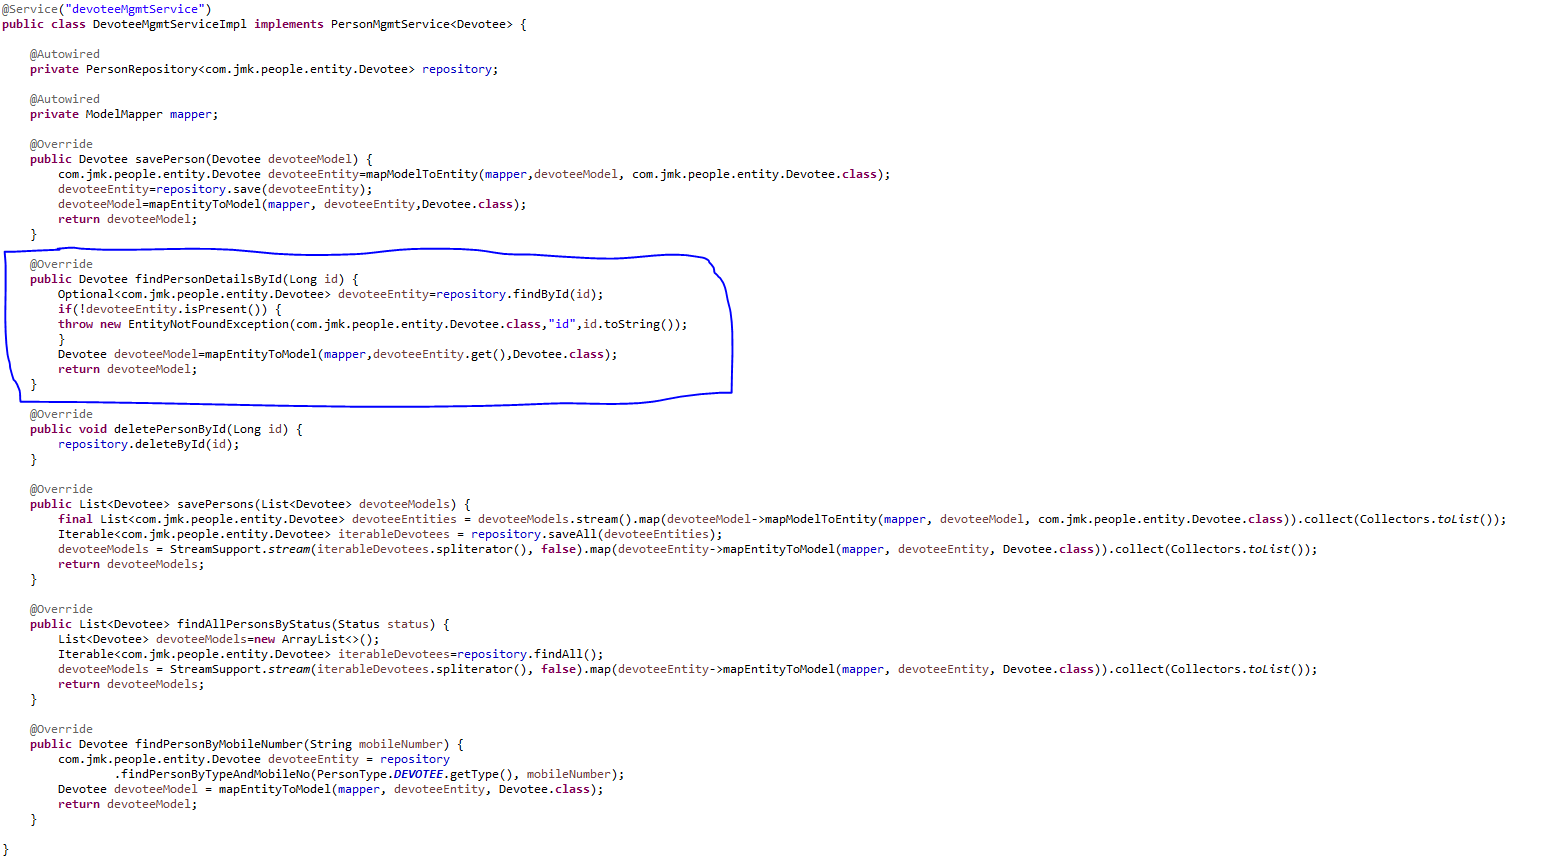 @Service("devoteeMgmtService")
public class DevoteeMgmtServiceImpl implements PersonMgmtService<Devotee> {
@Autowired
private PersonRepository<com.jmk.people.entity.Devotee> repository;
@Autowired
private ModelMapper mapper;
@Override
public Devotee savePerson(Devotee devoteeModel) {
com.jmk.people.entity.Devotee devoteeEntity=mapModelToEntity(mapper,devoteeModel, com.jmk.people.entity.Devotee.class);
devoteeEntity=repository.save(devoteeEntity);
devoteeModel=mapEntityToModel(mapper, devoteeEntity,Devotee.class);
return devoteeModel;
}
@Override
public Devotee findPersonDetailsById(Long id) {
Optional<com.jmk.people.entity.Devotee> devoteeEntity=repository.findById(id);
if(!devoteeEntity.isPresent()) {
throw new EntityNotFoundException(com.jmk.people.entity.Devotee.class,"id",id.toString());
}
Devotee devoteeModel=mapEntityToModel(mapper,devoteeEntity.get(),Devotee.class);
return devoteeModel;
}
@Override
public void deletePersonById(Long id) {
repository.deleteById(id);
}
@Override
public List<Devotee> savePersons(List<Devotee> devoteeModels) {
final List<com.jmk.people.entity.Devotee> devoteeEntities = devoteeModels.stream().map(devoteeModel->mapModelToEntity(mapper, devoteeModel, com.jmk.people.entity.Devotee.class)).collect(Collectors.toList());
Iterable<com.jmk.people.entity.Devotee> iterableDevotees = repository.saveAll(devoteeEntities);
devoteeModels = StreamSupport.stream(iterableDevotees.spliterator(), false).map(devoteeEntity->mapEntityToModel(mapper, devoteeEntity, Devotee.class)).collect(Collectors.toList());
return devoteeModels;
}
@Override
public List<Devotee> findAllPersonsByStatus(Status status) {
List<Devotee> devoteeModels=new ArrayList<>();
Iterable<com.jmk.people.entity.Devotee> iterableDevotees=repository.findAll();
devoteeModels = StreamSupport.stream(iterableDevotees.spliterator(), false).map(devoteeEntity->mapEntityToModel(mapper, devoteeEntity, Devotee.class)).collect(Collectors.toList());
return devoteeModels;
}
@Override
public Devotee findPersonByMobileNumber(String mobileNumber) {
com.jmk.people.entity.Devotee devoteeEntity = repository
.findPersonByTypeAndMobileNo(PersonType.DEVOTEE.getType(), mobileNumber);
Devotee devoteeModel = mapEntityToModel(mapper, devoteeEntity, Devotee.class);
return devoteeModel;
}
}